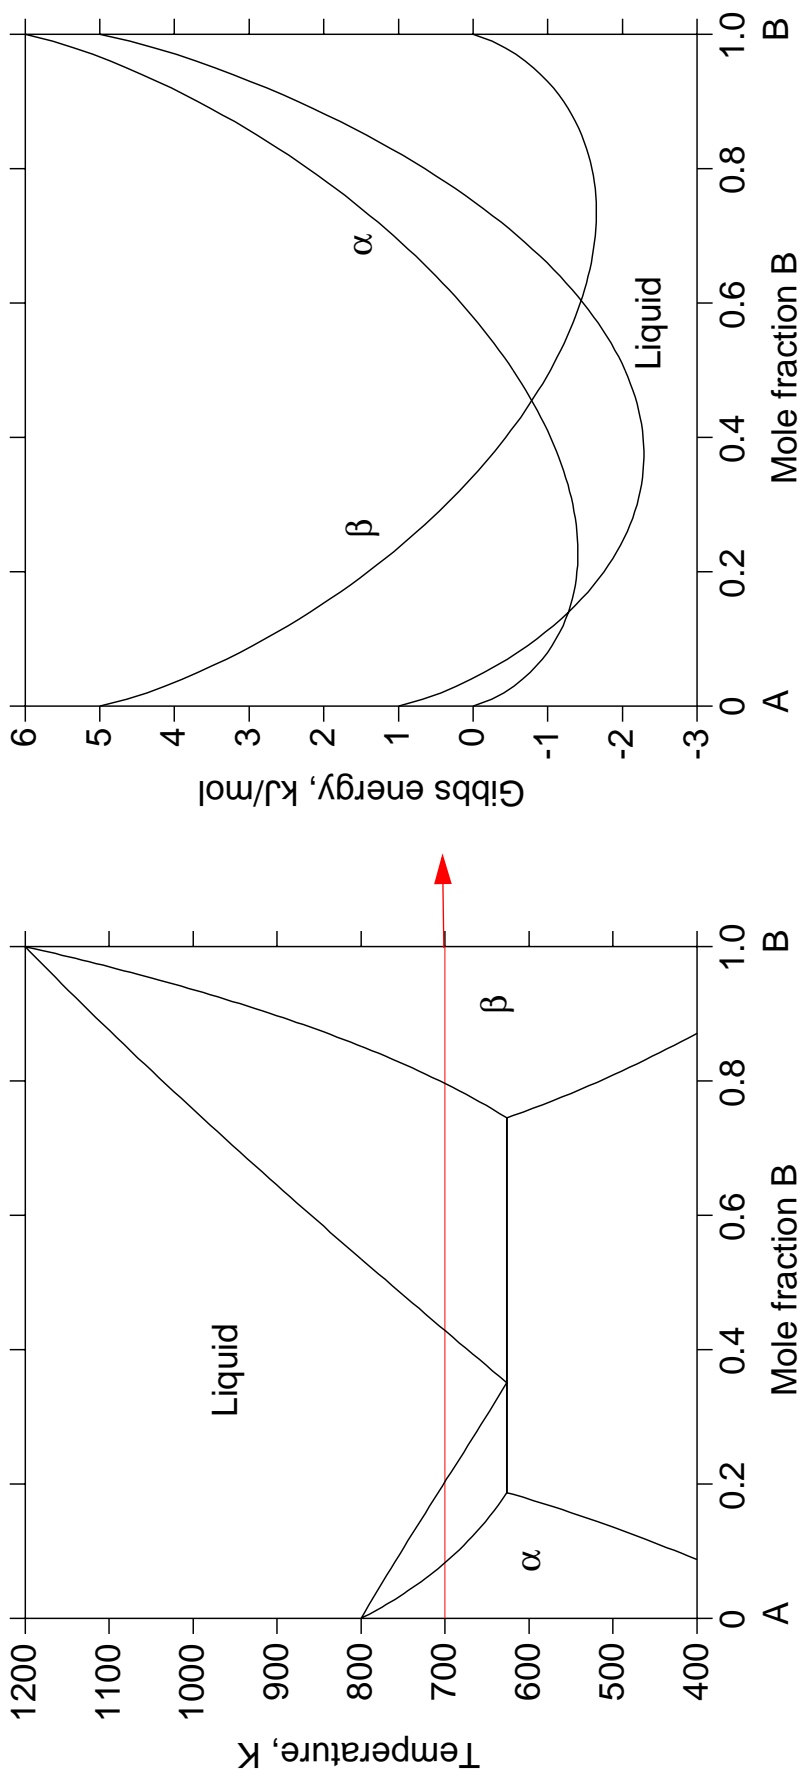 1200
1100
1000
900
800
700
600
500
400
Temperature, K
Liquid
α
β
0
0.2
0.4
0.6
0.8
1.0
A
Mole fraction B
B
6
5
4
3
2
1
0
-1
-2
-3
Gibbs energy, kJ/mol
α
β
Liquid
0
0.2
0.4
0.6
0.8
1.0
A
Mole fraction B
B